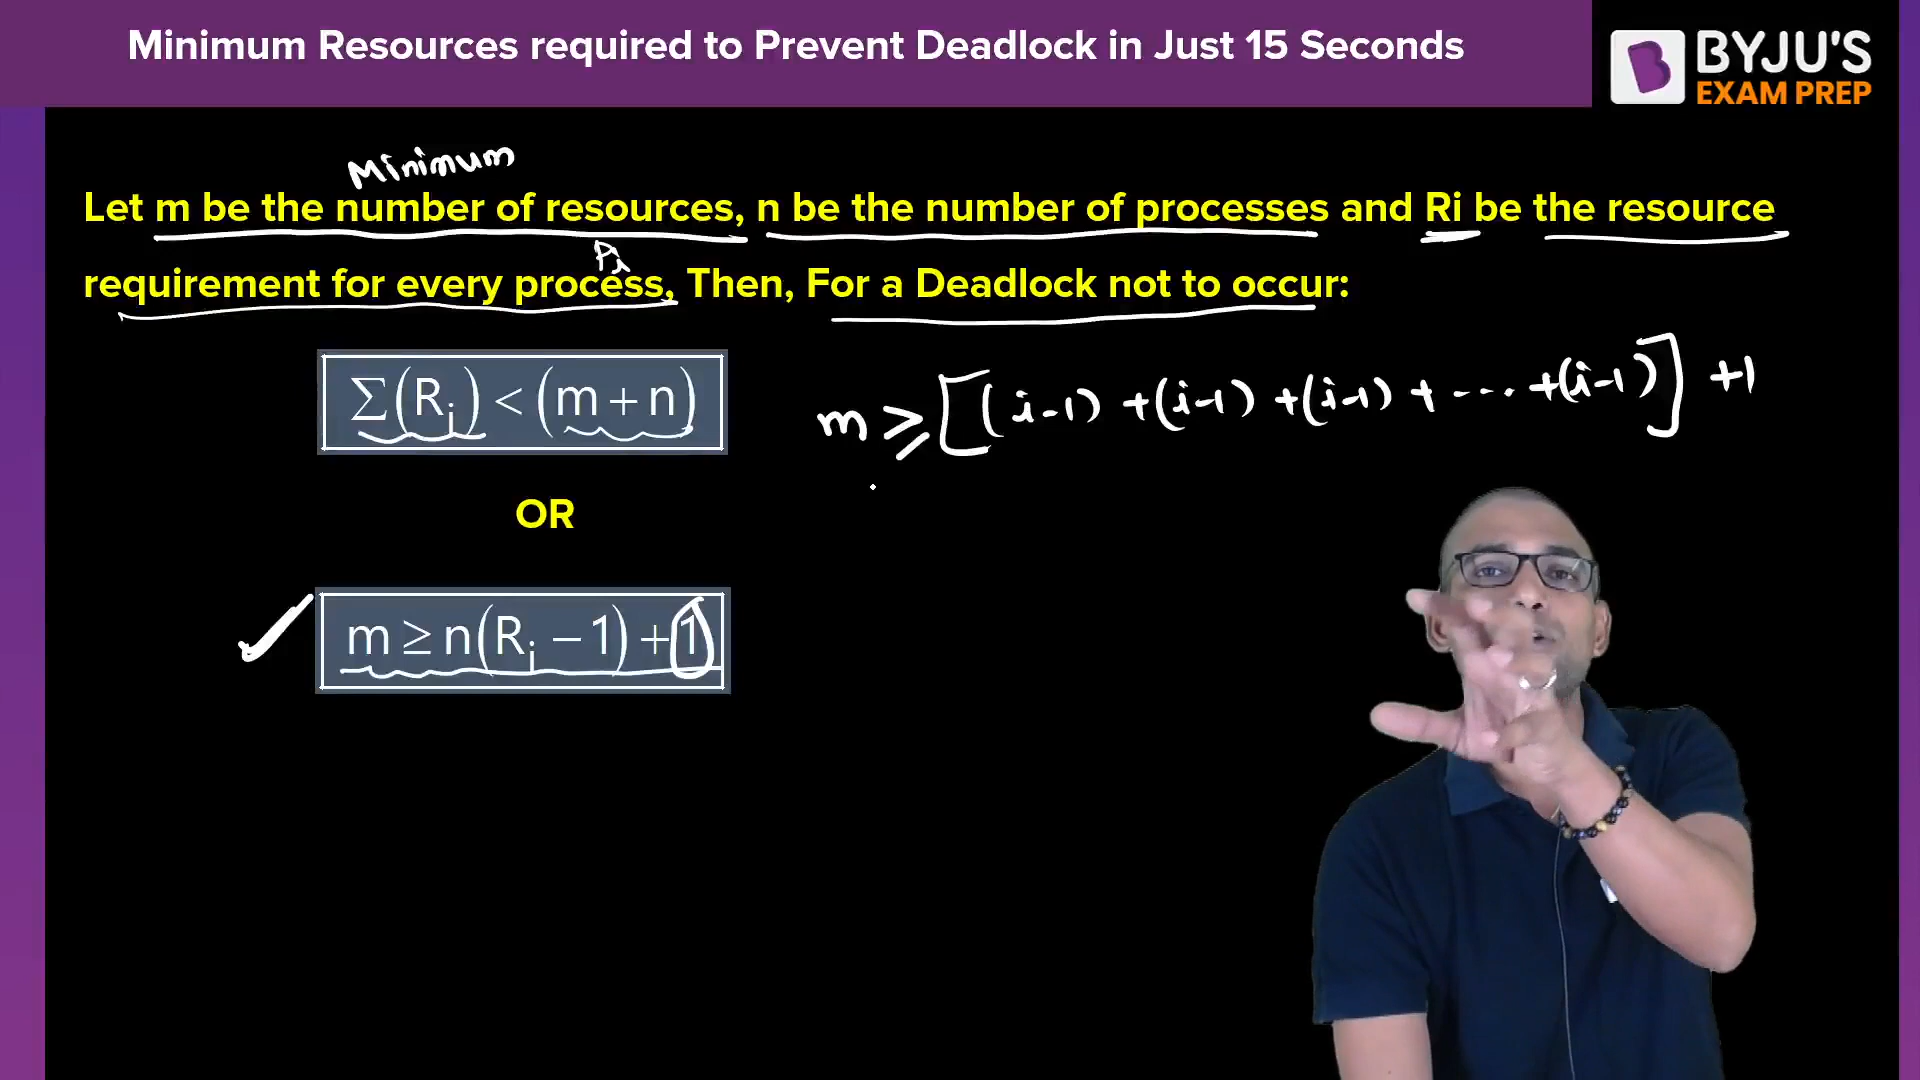 Minimum Resources required to Prevent Deadlock in Just 15 Seconds
BYJU'S
EXAM PREP
Minimum
Let m be the number of resources, n be the number of processes and Ri be the resource
Pi
requirement for every process, Then, For a Deadlock not to occur:
∑(Ri) < (m + n)
m ≥ [(i-1) + (i-1) + (i-1) + ... + (i-1)] +1
OR
m ≥ n(Ri − 1) + 1